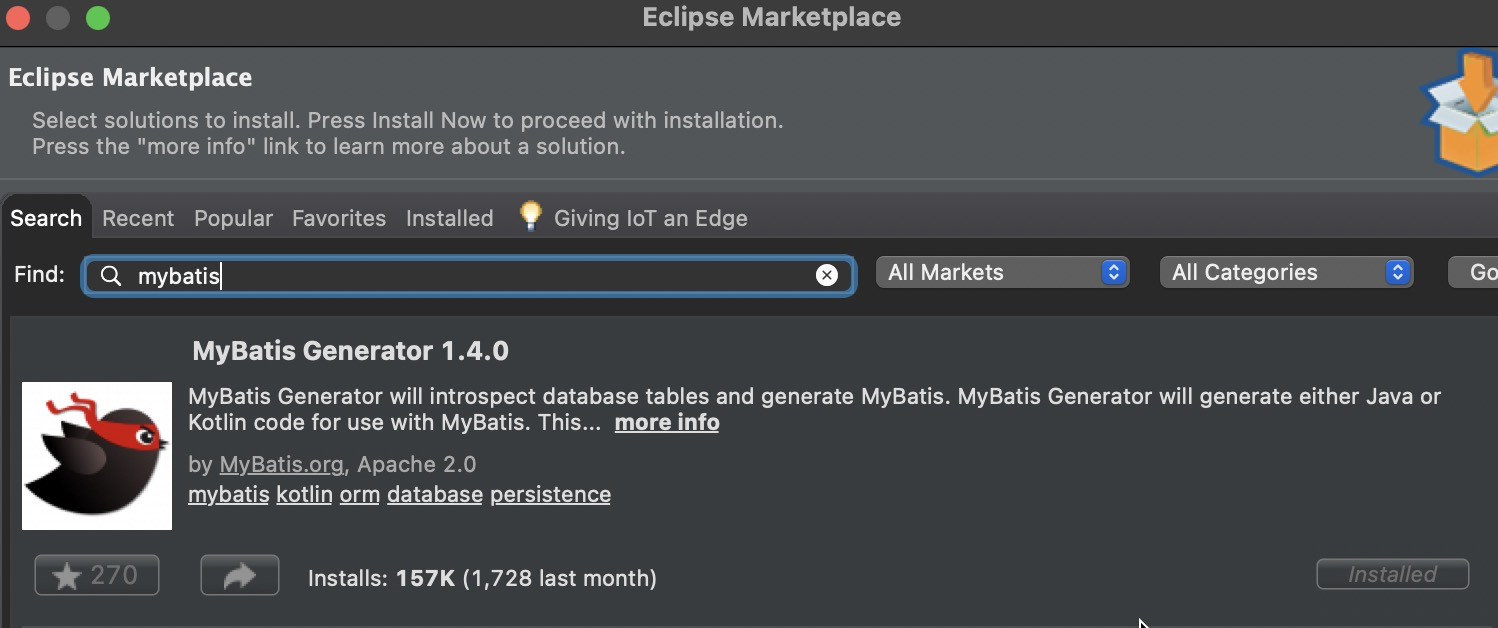 Eclipse Marketplace
Eclipse Marketplace
Select solutions to install. Press Install Now to proceed with installation.
Press the "more info" link to learn more about a solution.
Search Recent Popular Favorites Installed Giving IoT an Edge
Find: mybatis All Markets All Categories Go
MyBatis Generator 1.4.0
MyBatis Generator will introspect database tables and generate MyBatis. MyBatis Generator will generate either Java or
Kotlin code for use with MyBatis. This... more info
by MyBatis.org, Apache 2.0
mybatis kotlin orm database persistence
270 Installs: 157K (1,728 last month) Installed